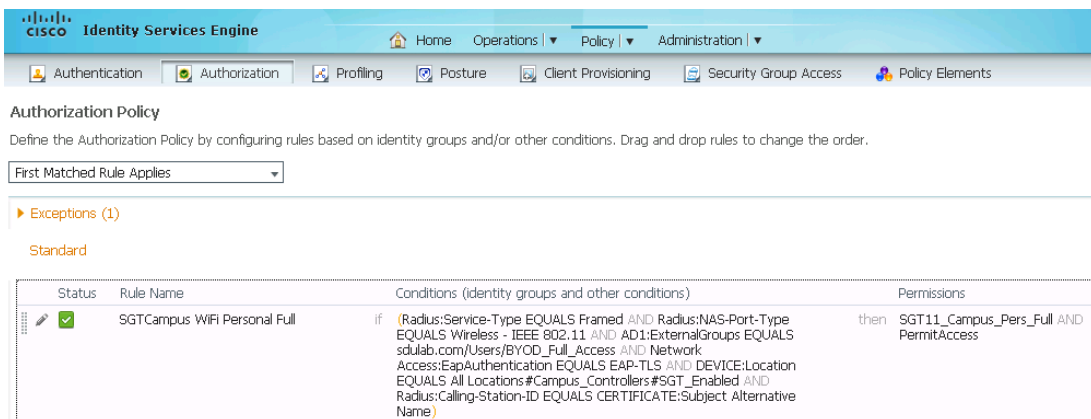 CISCO Identity Services Engine
Home Operations | ▼ Policy | ▼ Administration | ▼
Authentication Authorization Profiling Posture Client Provisioning Security Group Access Policy Elements
Authorization Policy
Define the Authorization Policy by configuring rules based on identity groups and/or other conditions. Drag and drop rules to change the order.
First Matched Rule Applies
Exceptions (1)
Standard
Status Rule Name Conditions (identity groups and other conditions) Permissions
SGTCampus WiFi Personal Full if (Radius:Service-Type EQUALS Framed AND Radius:NAS-Port-Type then SGT11_Campus_Pers_Full AND
EQUALS Wireless - IEEE 802.11 AND AD1:ExternalGroups EQUALS PermitAccess
sdulab.com/Users/BYOD_Full_Access AND Network
Access:EapAuthentication EQUALS EAP-TLS AND DEVICE:Location
EQUALS All Locations#Campus_Controllers#SGT_Enabled AND
Radius:Calling-Station-ID EQUALS CERTIFICATE:Subject Alternative
Name)